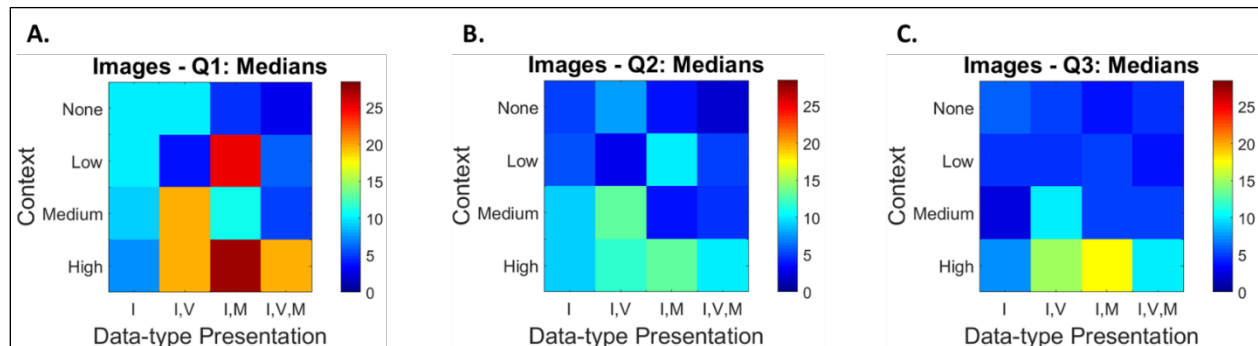 A.
Images - Q1: Medians
None
Low
Medium
High
Context
I
I,V
I,M
I,V,M
Data-type Presentation
25
20
15
10
5
0
B.
Images - Q2: Medians
None
Low
Medium
High
Context
I
I,V
I,M
I,V,M
Data-type Presentation
25
20
15
10
5
0
C.
Images - Q3: Medians
None
Low
Medium
High
Context
I
I,V
I,M
I,V,M
Data-type Presentation
25
20
15
10
5
0